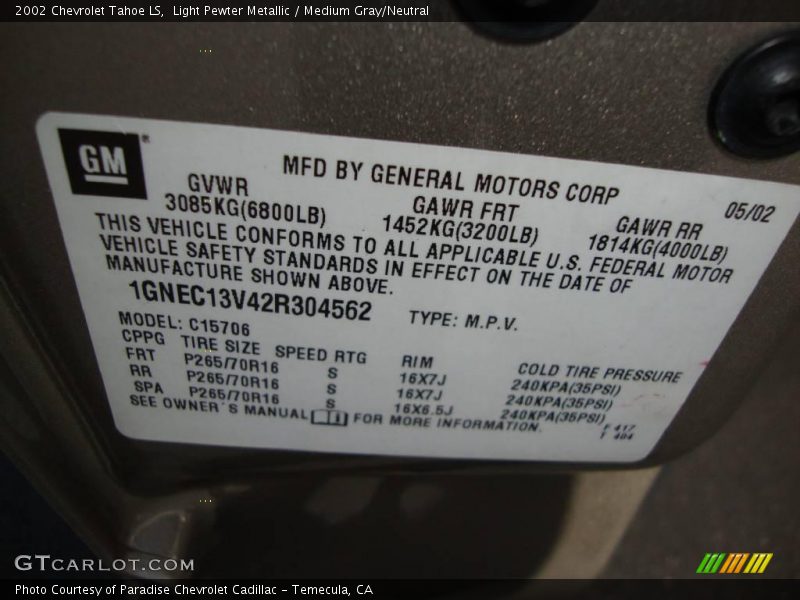 2002 Chevrolet Tahoe LS,  Light Pewter Metallic / Medium Gray/Neutral
GM
MFD BY GENERAL MOTORS CORP
05/02
GVWR
3085KG(6800LB)
GAWR FRT
1452KG(3200LB)
GAWR RR
1814KG(4000LB)
THIS VEHICLE CONFORMS TO ALL APPLICABLE U.S. FEDERAL MOTOR
VEHICLE SAFETY STANDARDS IN EFFECT ON THE DATE OF
MANUFACTURE SHOWN ABOVE.
1GNEC13V42R304562
TYPE: M.P.V.
MODEL: C15706
CPPG TIRE SIZE SPEED RTG RIM COLD TIRE PRESSURE
FRT P265/70R16 S 16X7J 240KPA(35PSI)
RR P265/70R16 S 16X7J 240KPA(35PSI)
SPA P265/70R16 S 16X6.5J 240KPA(35PSI)
SEE OWNER'S MANUAL FOR MORE INFORMATION.
F 417
T 404
GTCARLOT.COM
Photo Courtesy of Paradise Chevrolet Cadillac - Temecula, CA